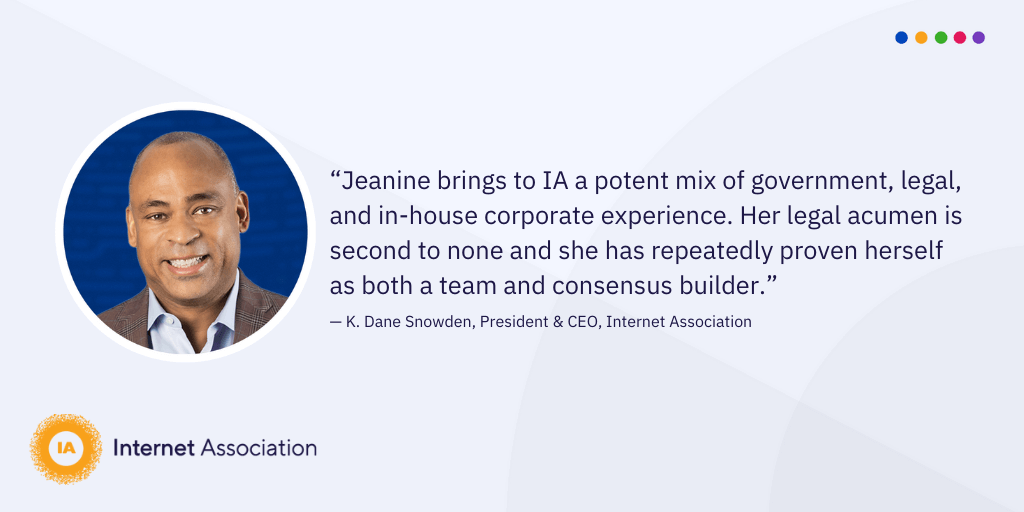 “Jeanine brings to IA a potent mix of government, legal,
and in-house corporate experience. Her legal acumen is
second to none and she has repeatedly proven herself
as both a team and consensus builder.”
— K. Dane Snowden, President & CEO, Internet Association
IA
Internet Association